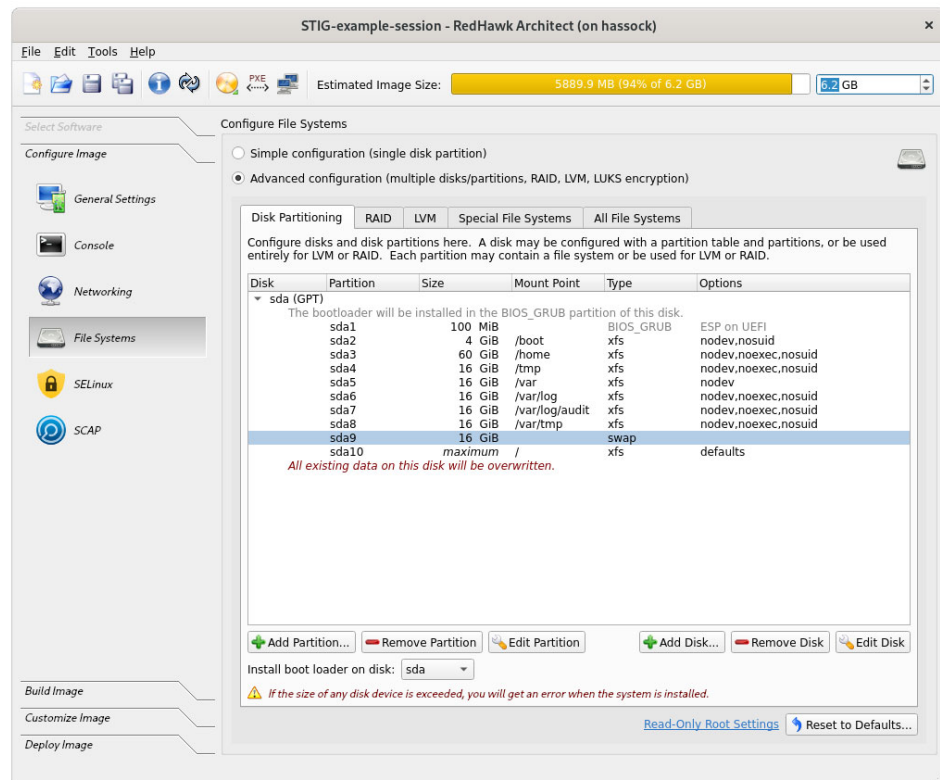 STIG-example-session - RedHawk Architect (on hassock) ×
File Edit Tools Help
PXE Estimated Image Size: 5889.9 MB (94% of 6.2 GB) 6.2 GB
Select Software
Configure Image
General Settings
Console
Networking
File Systems
SELinux
SCAP
Build Image
Customize Image
Deploy Image
Configure File Systems
Simple configuration (single disk partition)
Advanced configuration (multiple disks/partitions, RAID, LVM, LUKS encryption)
Disk Partitioning RAID LVM Special File Systems All File Systems
Configure disks and disk partitions here. A disk may be configured with a partition table and partitions, or be used
entirely for LVM or RAID. Each partition may contain a file system or be used for LVM or RAID.
Disk Partition Size Mount Point Type Options
sda (GPT)
The bootloader will be installed in the BIOS_GRUB partition of this disk.
sda1 100 MiB BIOS_GRUB ESP on UEFI
sda2 4 GiB /boot xfs nodev,nosuid
sda3 60 GiB /home xfs nodev,noexec,nosuid
sda4 16 GiB /tmp xfs nodev,noexec,nosuid
sda5 16 GiB /var xfs nodev
sda6 16 GiB /var/log xfs nodev,noexec,nosuid
sda7 16 GiB /var/log/audit xfs nodev,noexec,nosuid
sda8 16 GiB /var/tmp xfs nodev,noexec,nosuid
sda9 16 GiB swap
sda10 maximum / xfs defaults
All existing data on this disk will be overwritten.
Add Partition... Remove Partition Edit Partition Add Disk... Remove Disk Edit Disk
Install boot loader on disk: sda
If the size of any disk device is exceeded, you will get an error when the system is installed.
Read-Only Root Settings Reset to Defaults...